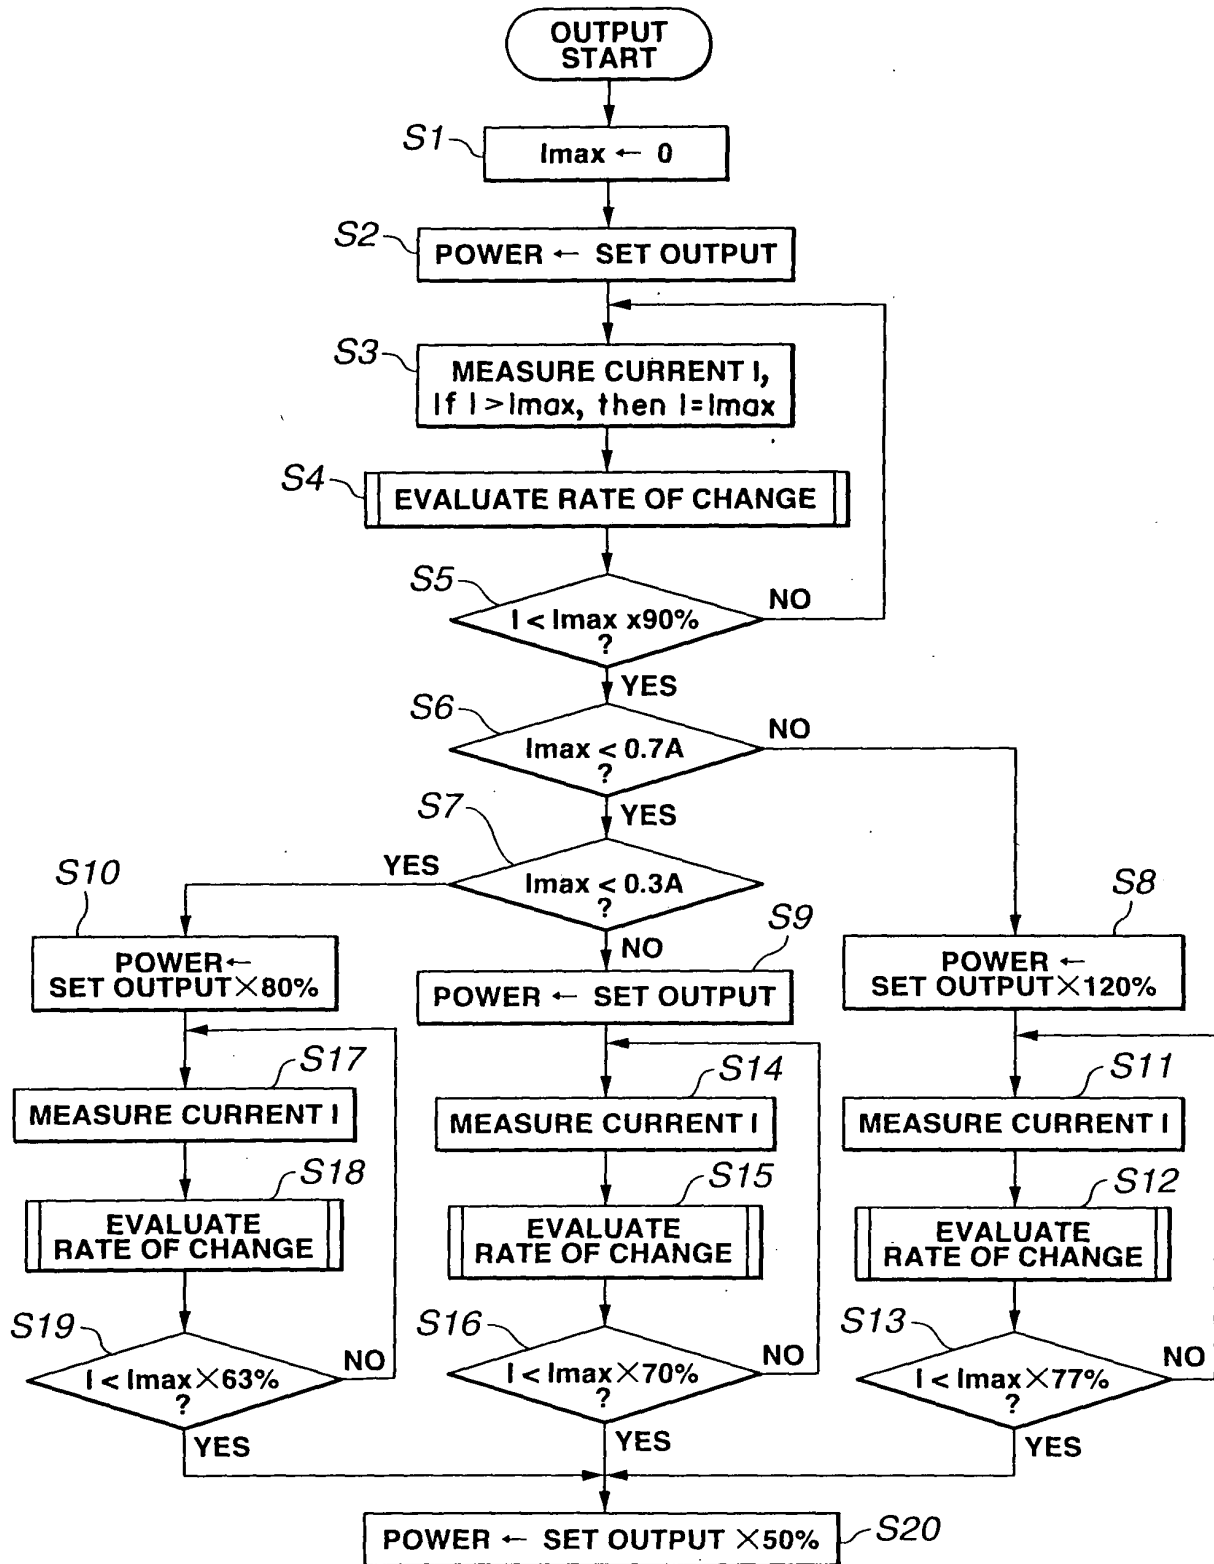 OUTPUT
START
S1
Imax ← 0
S2
POWER ← SET OUTPUT
S3
MEASURE CURRENT I,
If I > Imax, then I = Imax
S4
EVALUATE RATE OF CHANGE
S5
I < Imax x90%
?
NO
YES
S6
Imax < 0.7A
?
NO
YES
S7
Imax < 0.3A
?
YES
NO
S10
POWER ←
SET OUTPUT × 80%
S9
POWER ← SET OUTPUT
S8
POWER ←
SET OUTPUT × 120%
S17
MEASURE CURRENT I
S14
MEASURE CURRENT I
S11
MEASURE CURRENT I
S18
EVALUATE
RATE OF CHANGE
S15
EVALUATE
RATE OF CHANGE
S12
EVALUATE
RATE OF CHANGE
S19
I < Imax × 63%
?
NO
YES
S16
I < Imax × 70%
?
NO
YES
S13
I < Imax × 77%
?
NO
YES
POWER ← SET OUTPUT × 50%
S20